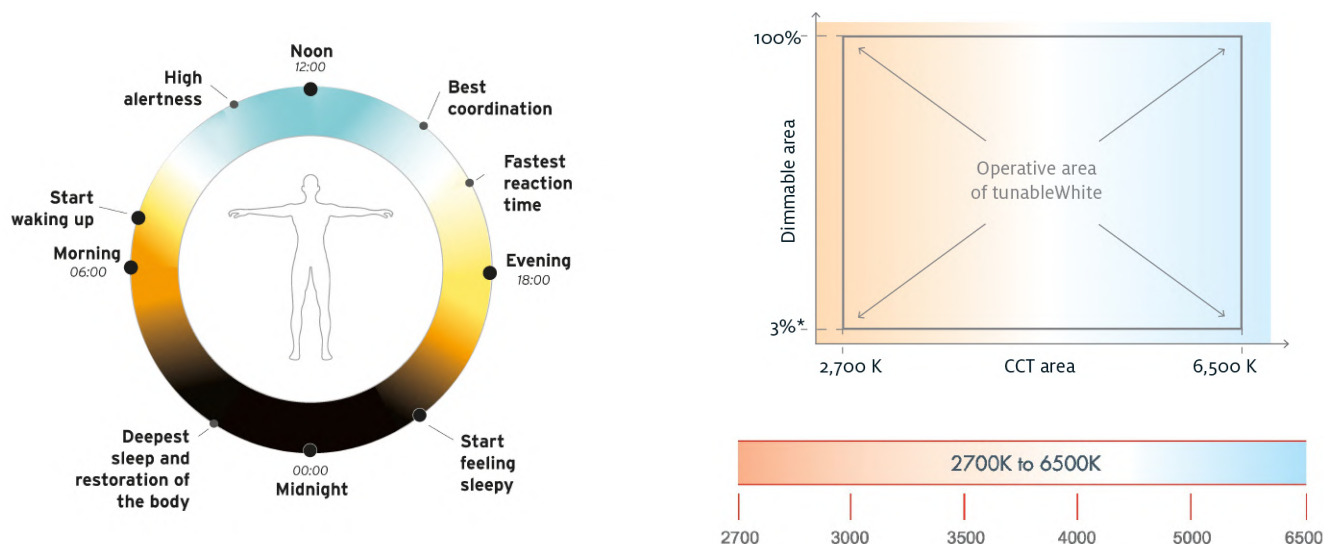 Noon
12:00
High
alertness
Best
coordination
Fastest
reaction
time
Start
waking up
Morning
06:00
Evening
18:00
Deepest
sleep and
restoration of
the body
00:00
Midnight
Start
feeling
sleepy
100%
Dimmable area
Operative area
of tunableWhite
3%*
2,700 K
CCT area
6,500 K
2700K to 6500K
2700 3000 3500 4000 5000 6500